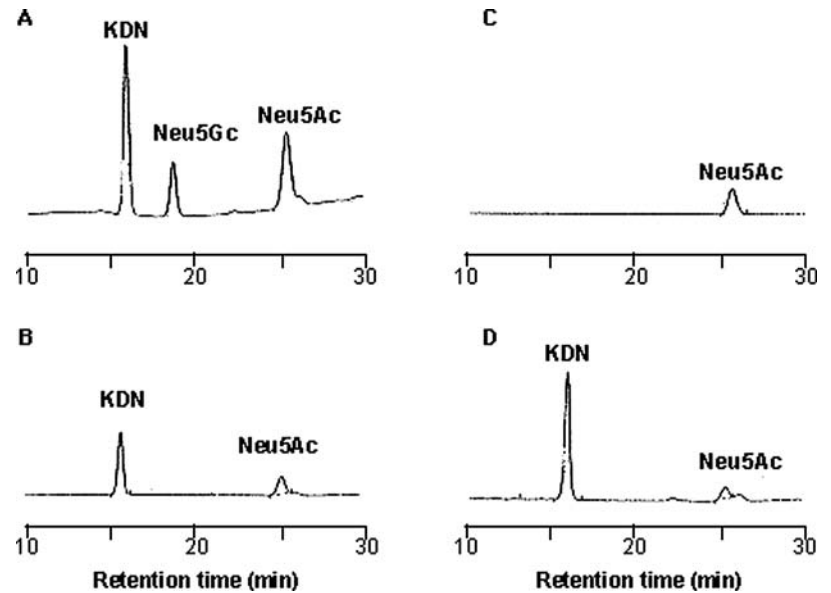 A
KDN
Neu5Gc
Neu5Ac
10 20 30
B
KDN
Neu5Ac
10 20 30
Retention time (min)
C
Neu5Ac
10 20 30
D
KDN
Neu5Ac
10 20 30
Retention time (min)